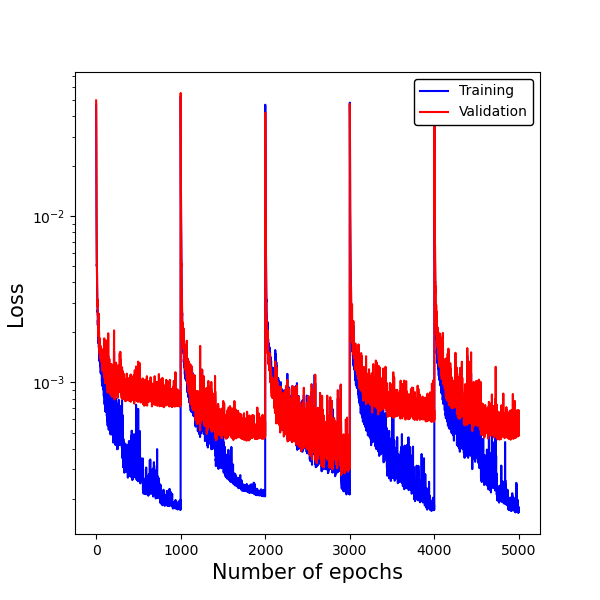 Training
Validation
10⁻²
10⁻³
Loss
0 1000 2000 3000 4000 5000
Number of epochs